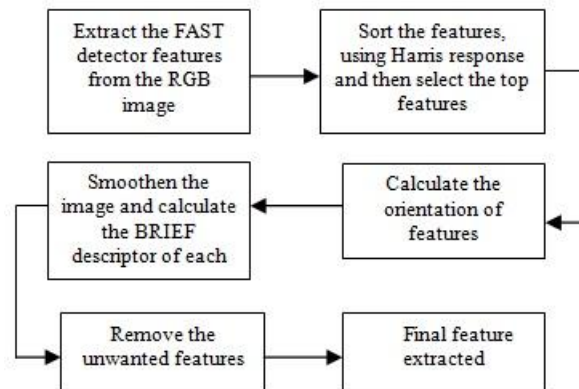 Extract the FAST
detector features
from the RGB
image
Sort the features,
using Harris response
and then select the top
features
Calculate the
orientation of
features
Smoothen the
image and calculate
the BRIEF
descriptor of each
Remove the
unwanted features
Final feature
extracted